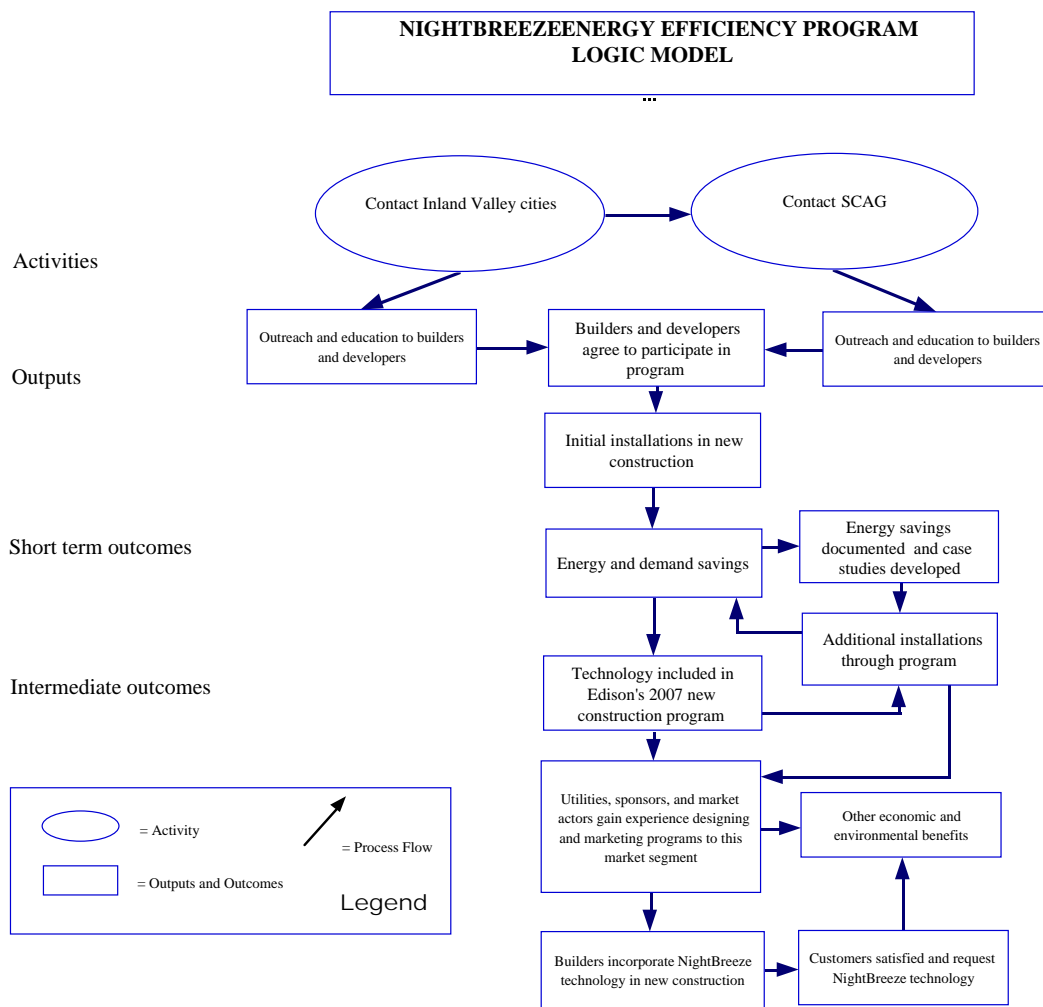 NIGHTBREEZEENERGY EFFICIENCY PROGRAM
LOGIC MODEL
...
Contact Inland Valley cities
Contact SCAG
Activities
Outreach and education to builders
and developers
Builders and developers
agree to participate in
program
Outreach and education to builders
and developers
Outputs
Initial installations in new
construction
Short term outcomes
Energy and demand savings
Energy savings
documented and case
studies developed
Additional installations
through program
Intermediate outcomes
Technology included in
Edison's 2007 new
construction program
Utilities, sponsors, and market
actors gain experience designing
and marketing programs to this
market segment
Other economic and
environmental benefits
= Activity
= Process Flow
= Outputs and Outcomes
Legend
Builders incorporate NightBreeze
technology in new construction
Customers satisfied and request
NightBreeze technology